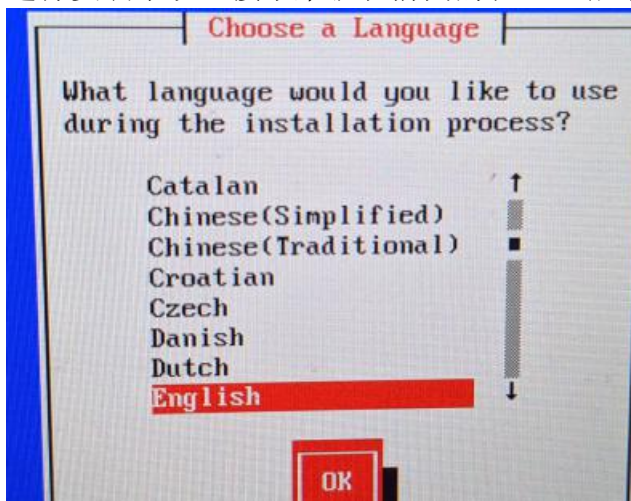 Choose a Language
What language would you like to use
during the installation process?
Catalan
Chinese(Simplified)
Chinese(Traditional)
Croatian
Czech
Danish
Dutch
English
OK